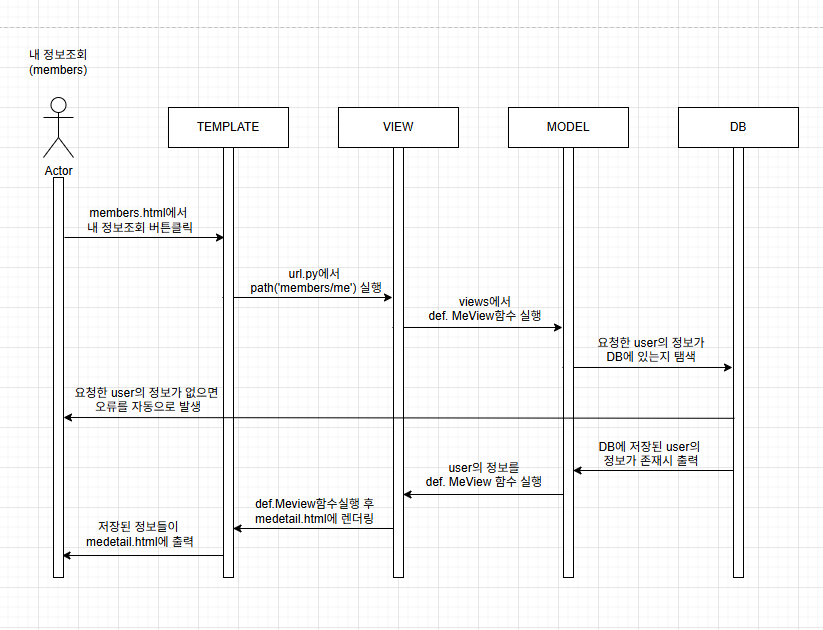 내 정보조회
(members)
Actor
TEMPLATE
VIEW
MODEL
DB
members.html에서
내 정보조회 버튼클릭
url.py에서
path('members/me') 실행
views에서
def. MeView함수 실행
요청한 user의 정보가
DB에 있는지 탬색
요청한 user의 정보가 없으면
오류를 자동으로 발생
DB에 저장된 user의
정보가 존재시 출력
user의 정보를
def. MeView 함수 실행
def.Meview함수실행 후
medetail.html에 렌더링
저장된 정보들이
medetail.html에 출력